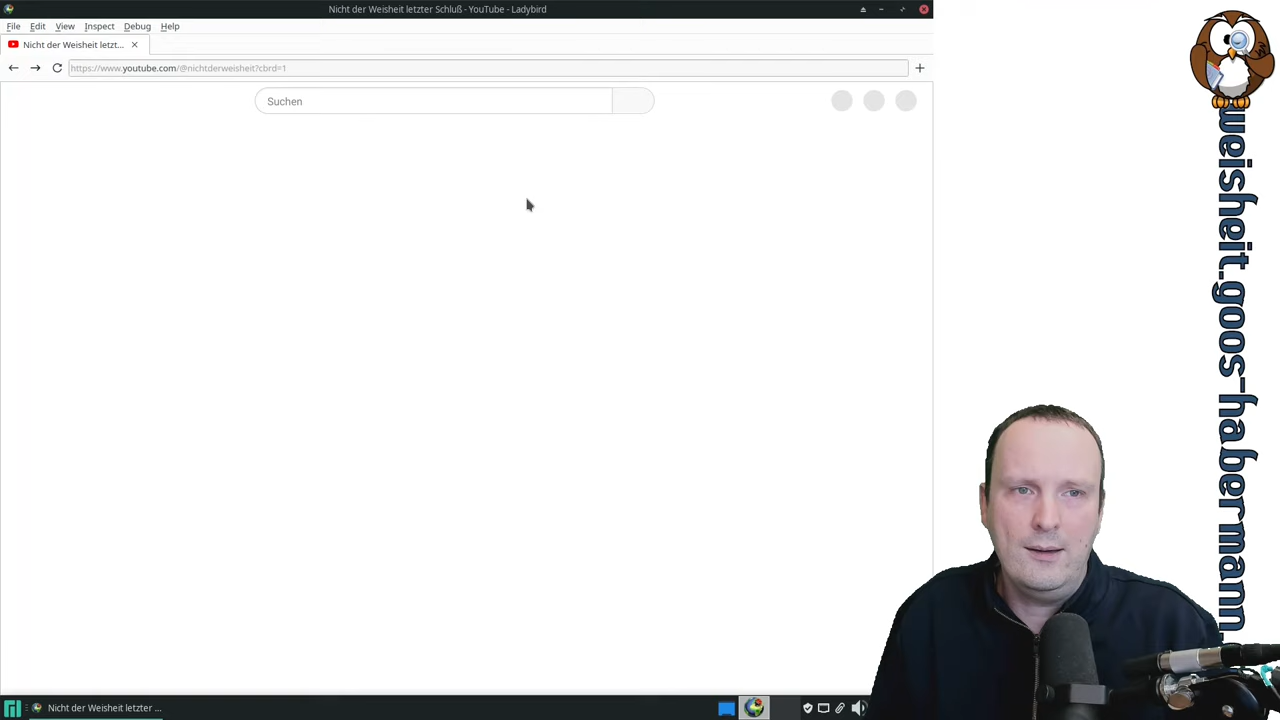 Nicht der Weisheit letzter Schluß - YouTube - Ladybird
File Edit View Inspect Debug Help
Nicht der Weisheit letzt...
https://www.youtube.com/@nichtderweisheit?cbrd=1
Suchen
weisheit.goos-habermann.
Nicht der Weisheit letzter ...